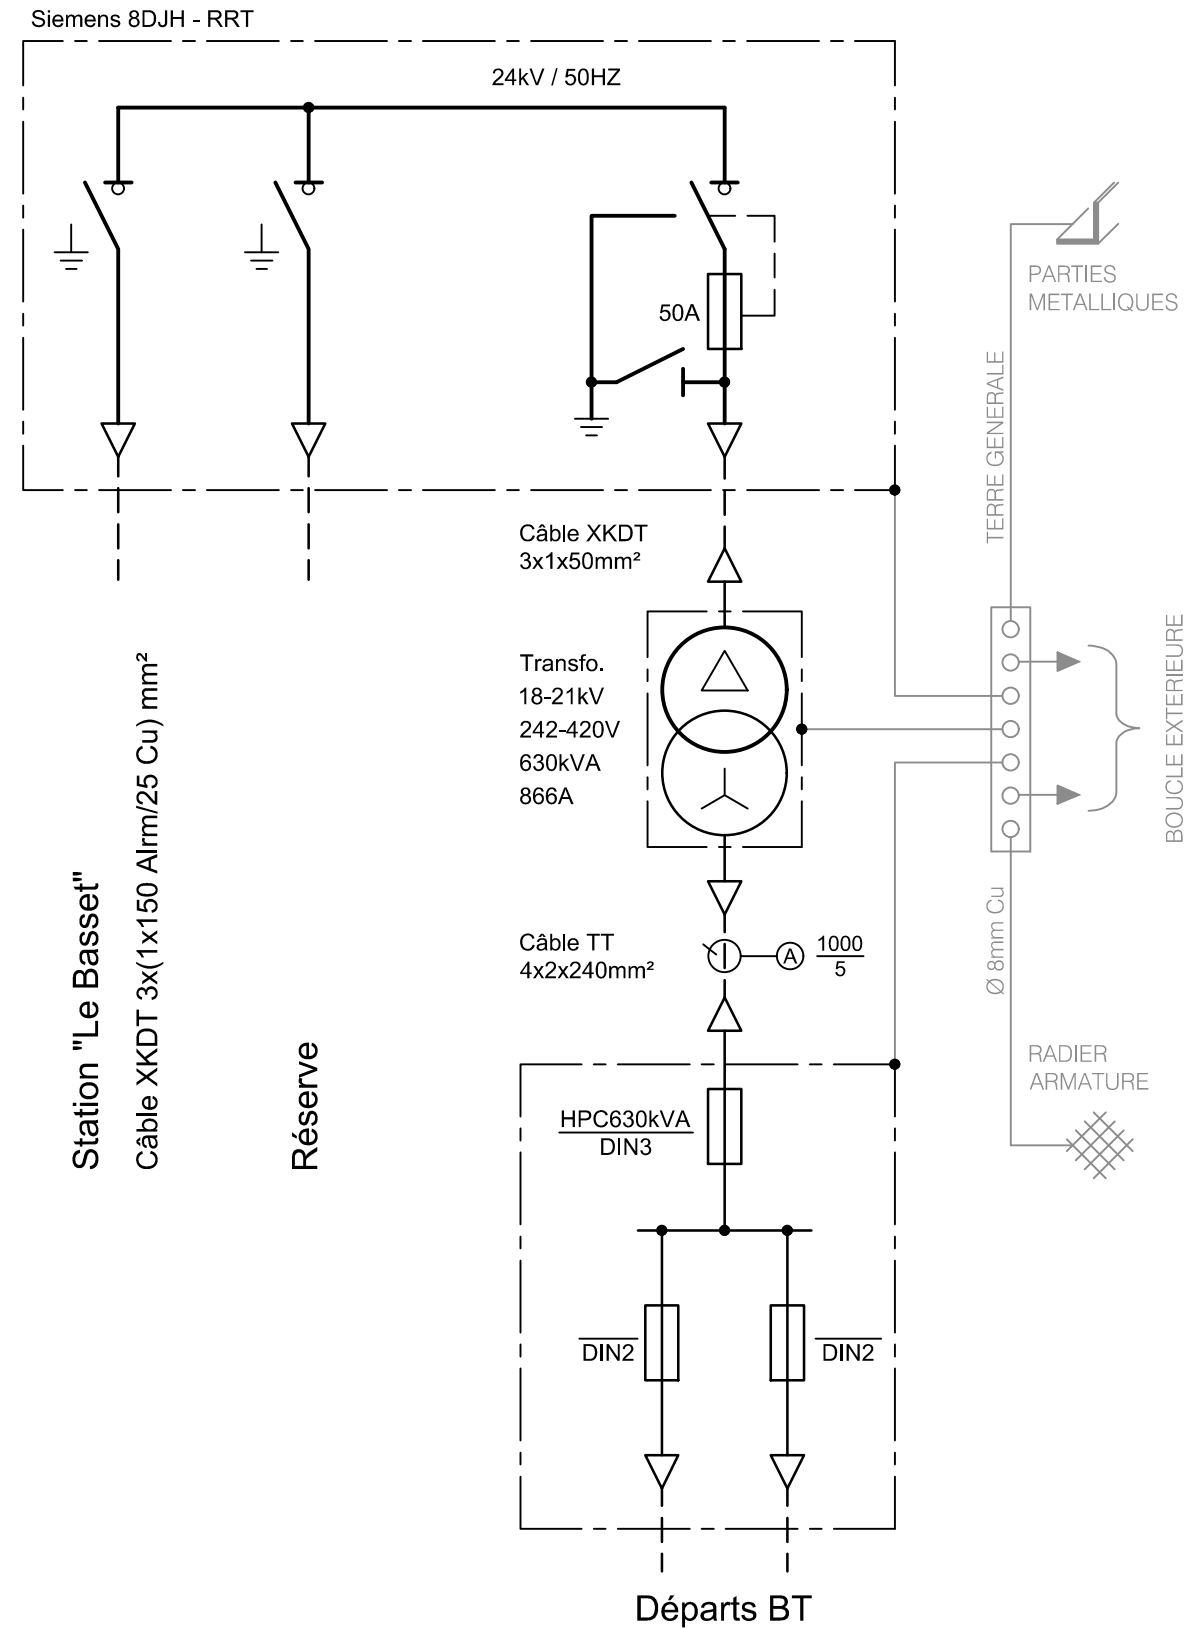 Siemens 8DJH - RRT
24kV / 50HZ
50A
PARTIES
METALLIQUES
TERRE GENERALE
Câble XKDT
3x1x50mm²
Transfo.
18-21kV
242-420V
630kVA
866A
BOUCLE EXTERIEURE
Station "Le Basset"
Câble XKDT 3x(1x150 Alrm/25 Cu) mm²
Réserve
Câble TT
4x2x240mm²
A
1000
5
Ø 8mm Cu
RADIER
ARMATURE
HPC630kVA
DIN3
DIN2
DIN2
Départs BT